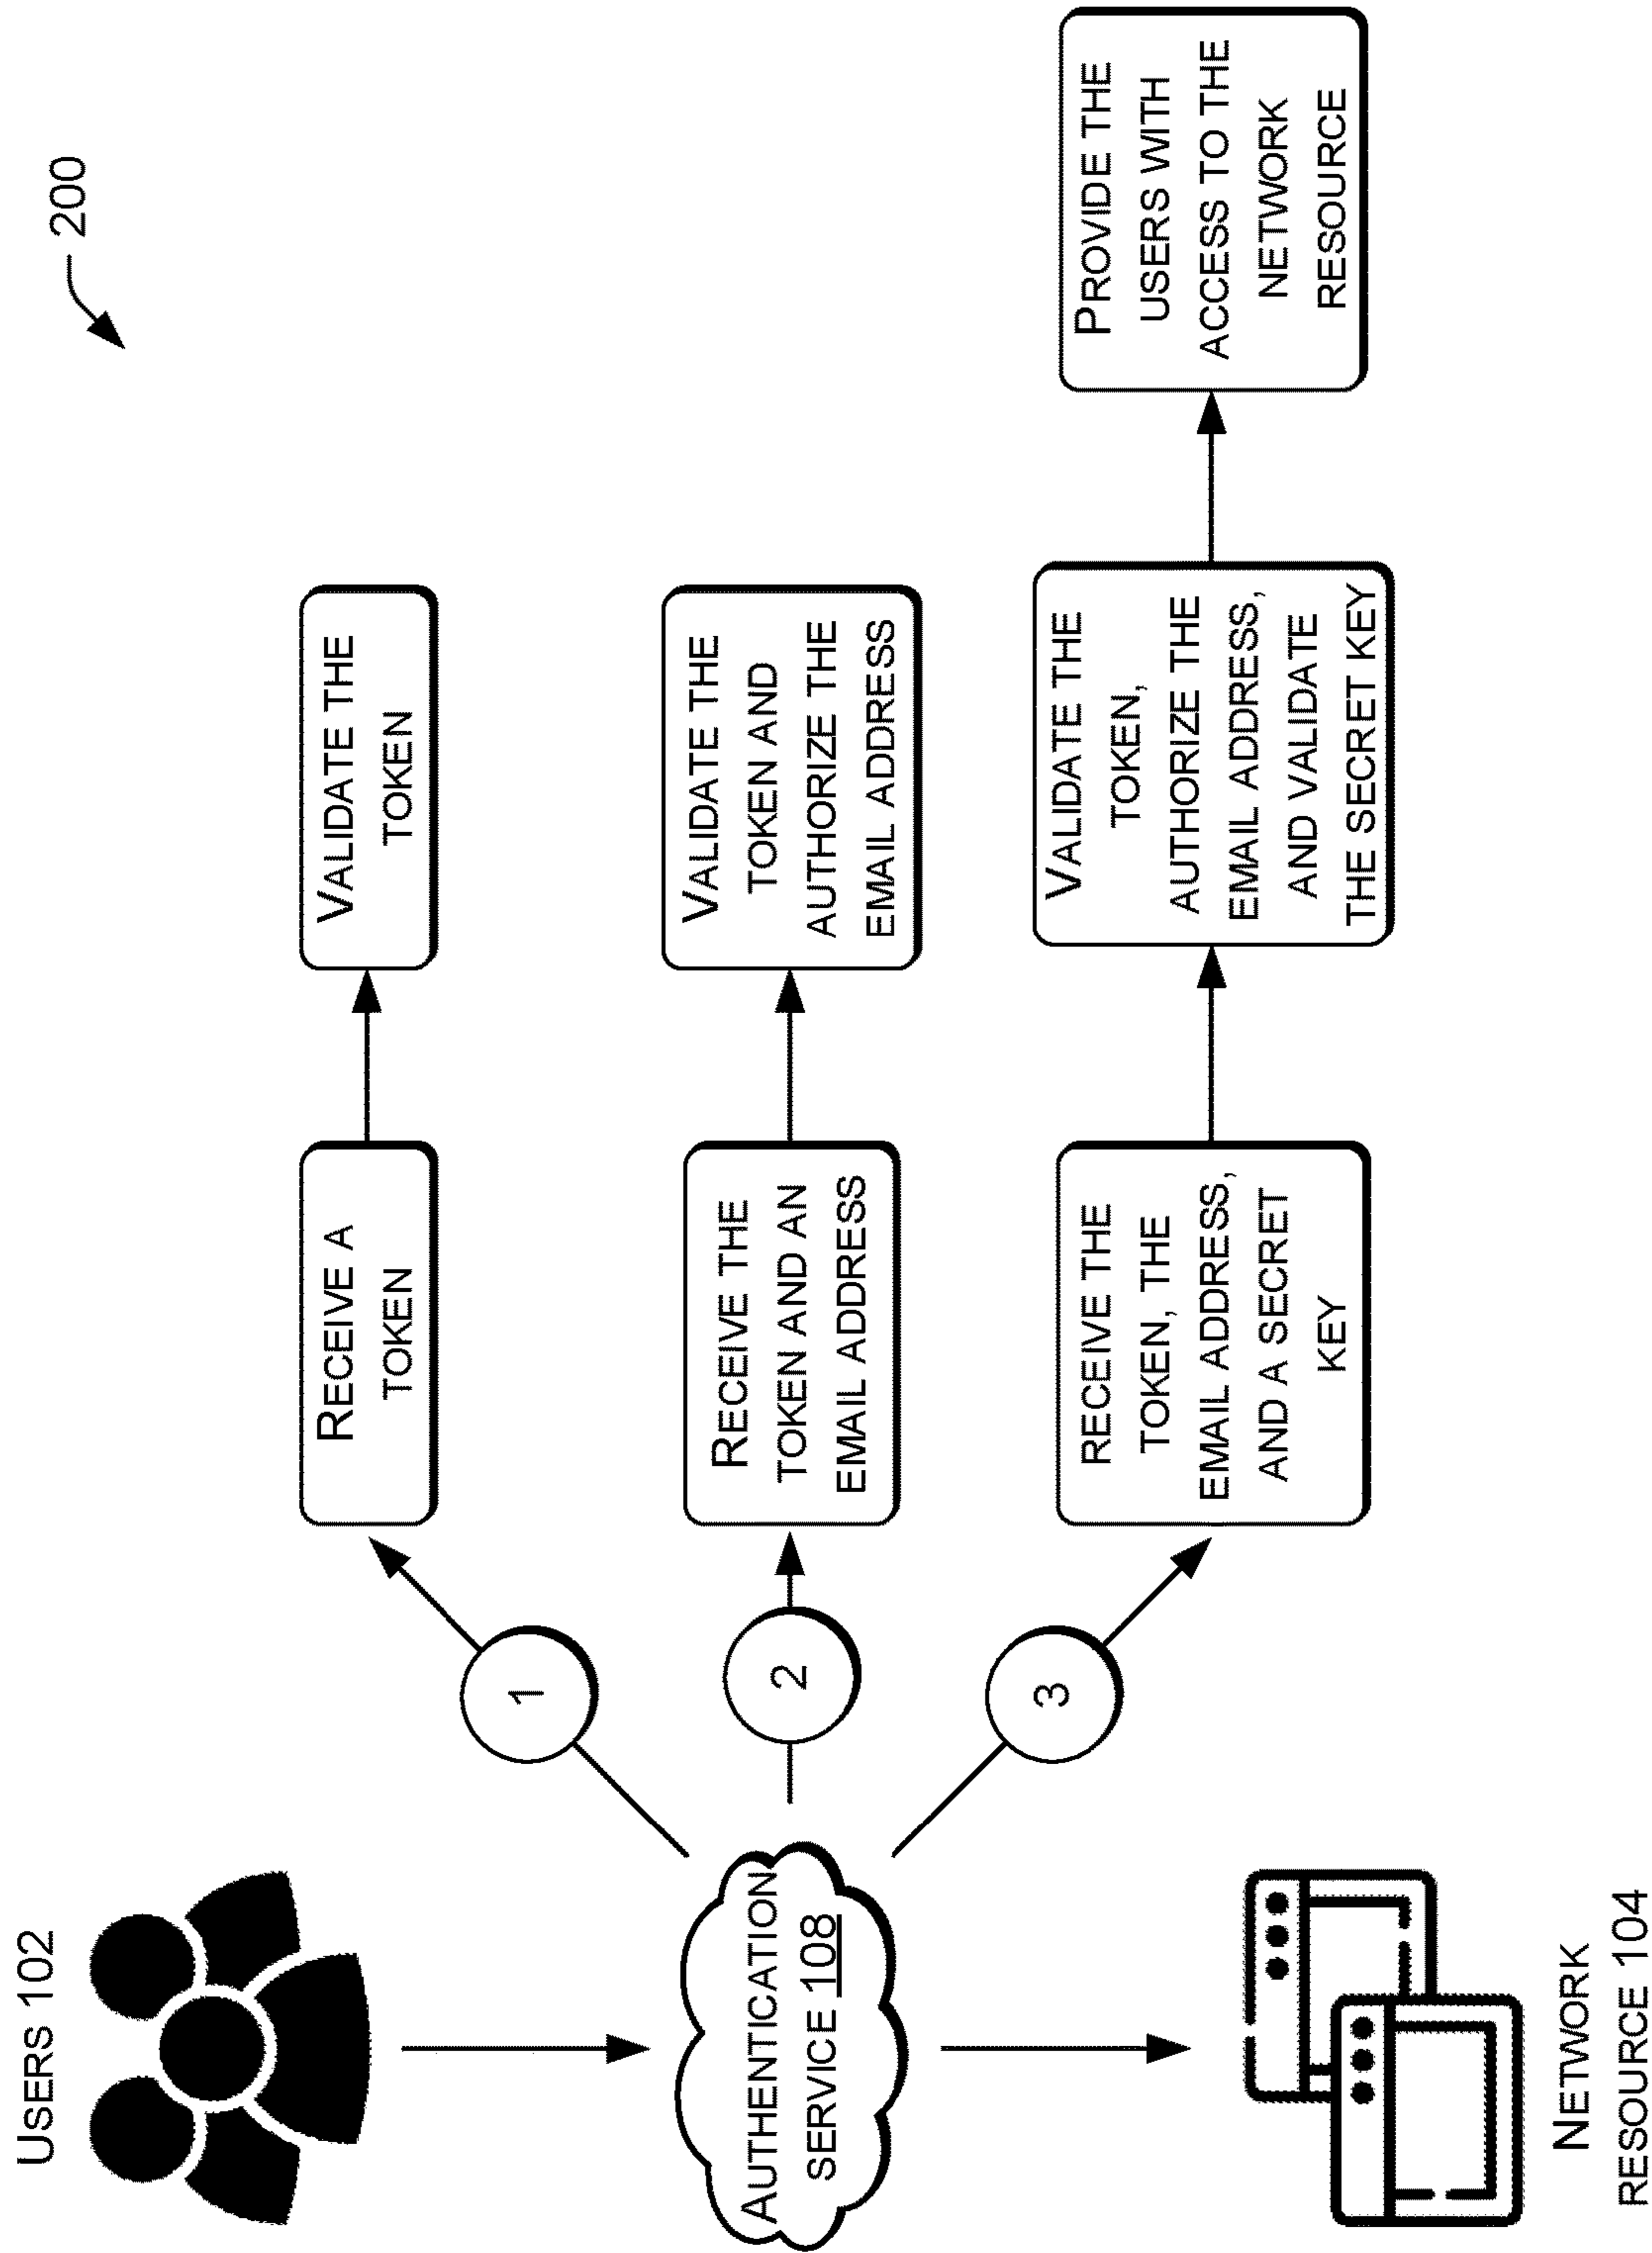 200
USERS 102
AUTHENTICATION
SERVICE 108
NETWORK
RESOURCE 104
1
RECEIVE A
TOKEN
VALIDATE THE
TOKEN
2
RECEIVE THE
TOKEN AND AN
EMAIL ADDRESS
VALIDATE THE
TOKEN AND
AUTHORIZE THE
EMAIL ADDRESS
3
RECEIVE THE
TOKEN, THE
EMAIL ADDRESS,
AND A SECRET
KEY
VALIDATE THE
TOKEN,
AUTHORIZE THE
EMAIL ADDRESS,
AND VALIDATE
THE SECRET KEY
PROVIDE THE
USERS WITH
ACCESS TO THE
NETWORK
RESOURCE